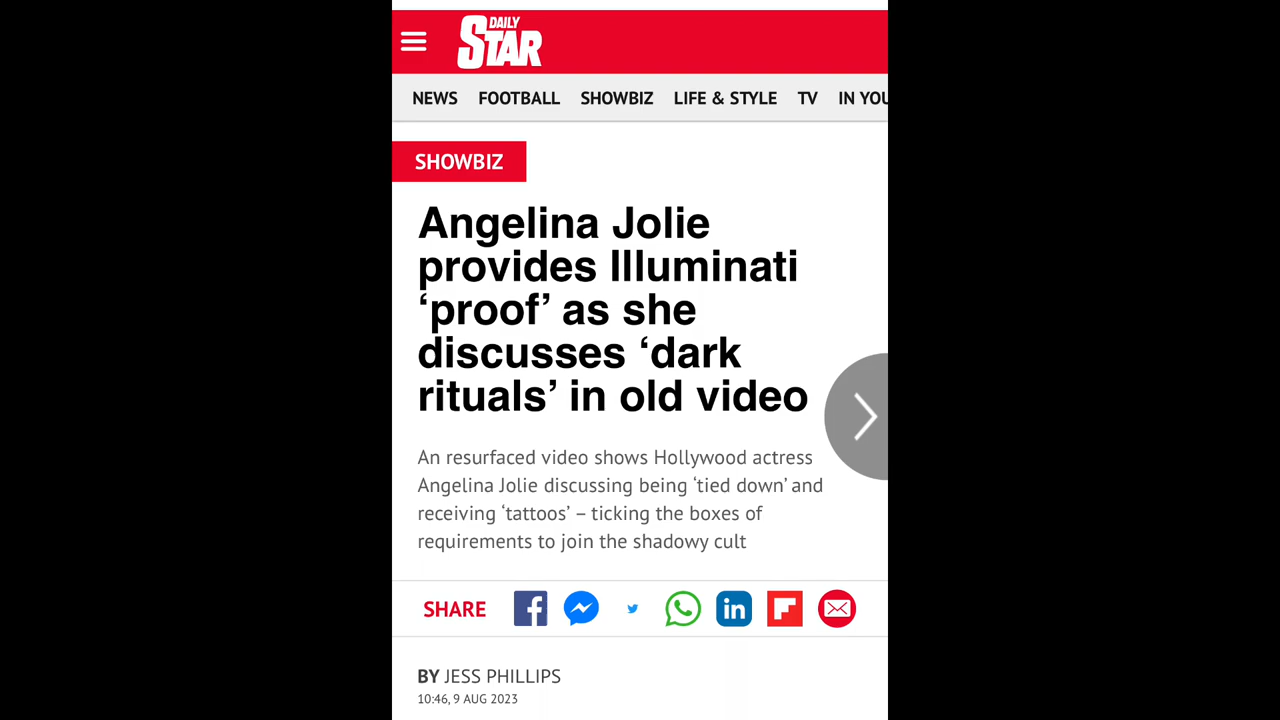 DAILY
STAR
NEWS FOOTBALL SHOWBIZ LIFE & STYLE TV IN YOU
SHOWBIZ
Angelina Jolie
provides Illuminati
‘proof’ as she
discusses ‘dark
rituals’ in old video
An resurfaced video shows Hollywood actress
Angelina Jolie discussing being ‘tied down’ and
receiving ‘tattoos’ – ticking the boxes of
requirements to join the shadowy cult
SHARE
BY JESS PHILLIPS
10:46, 9 AUG 2023